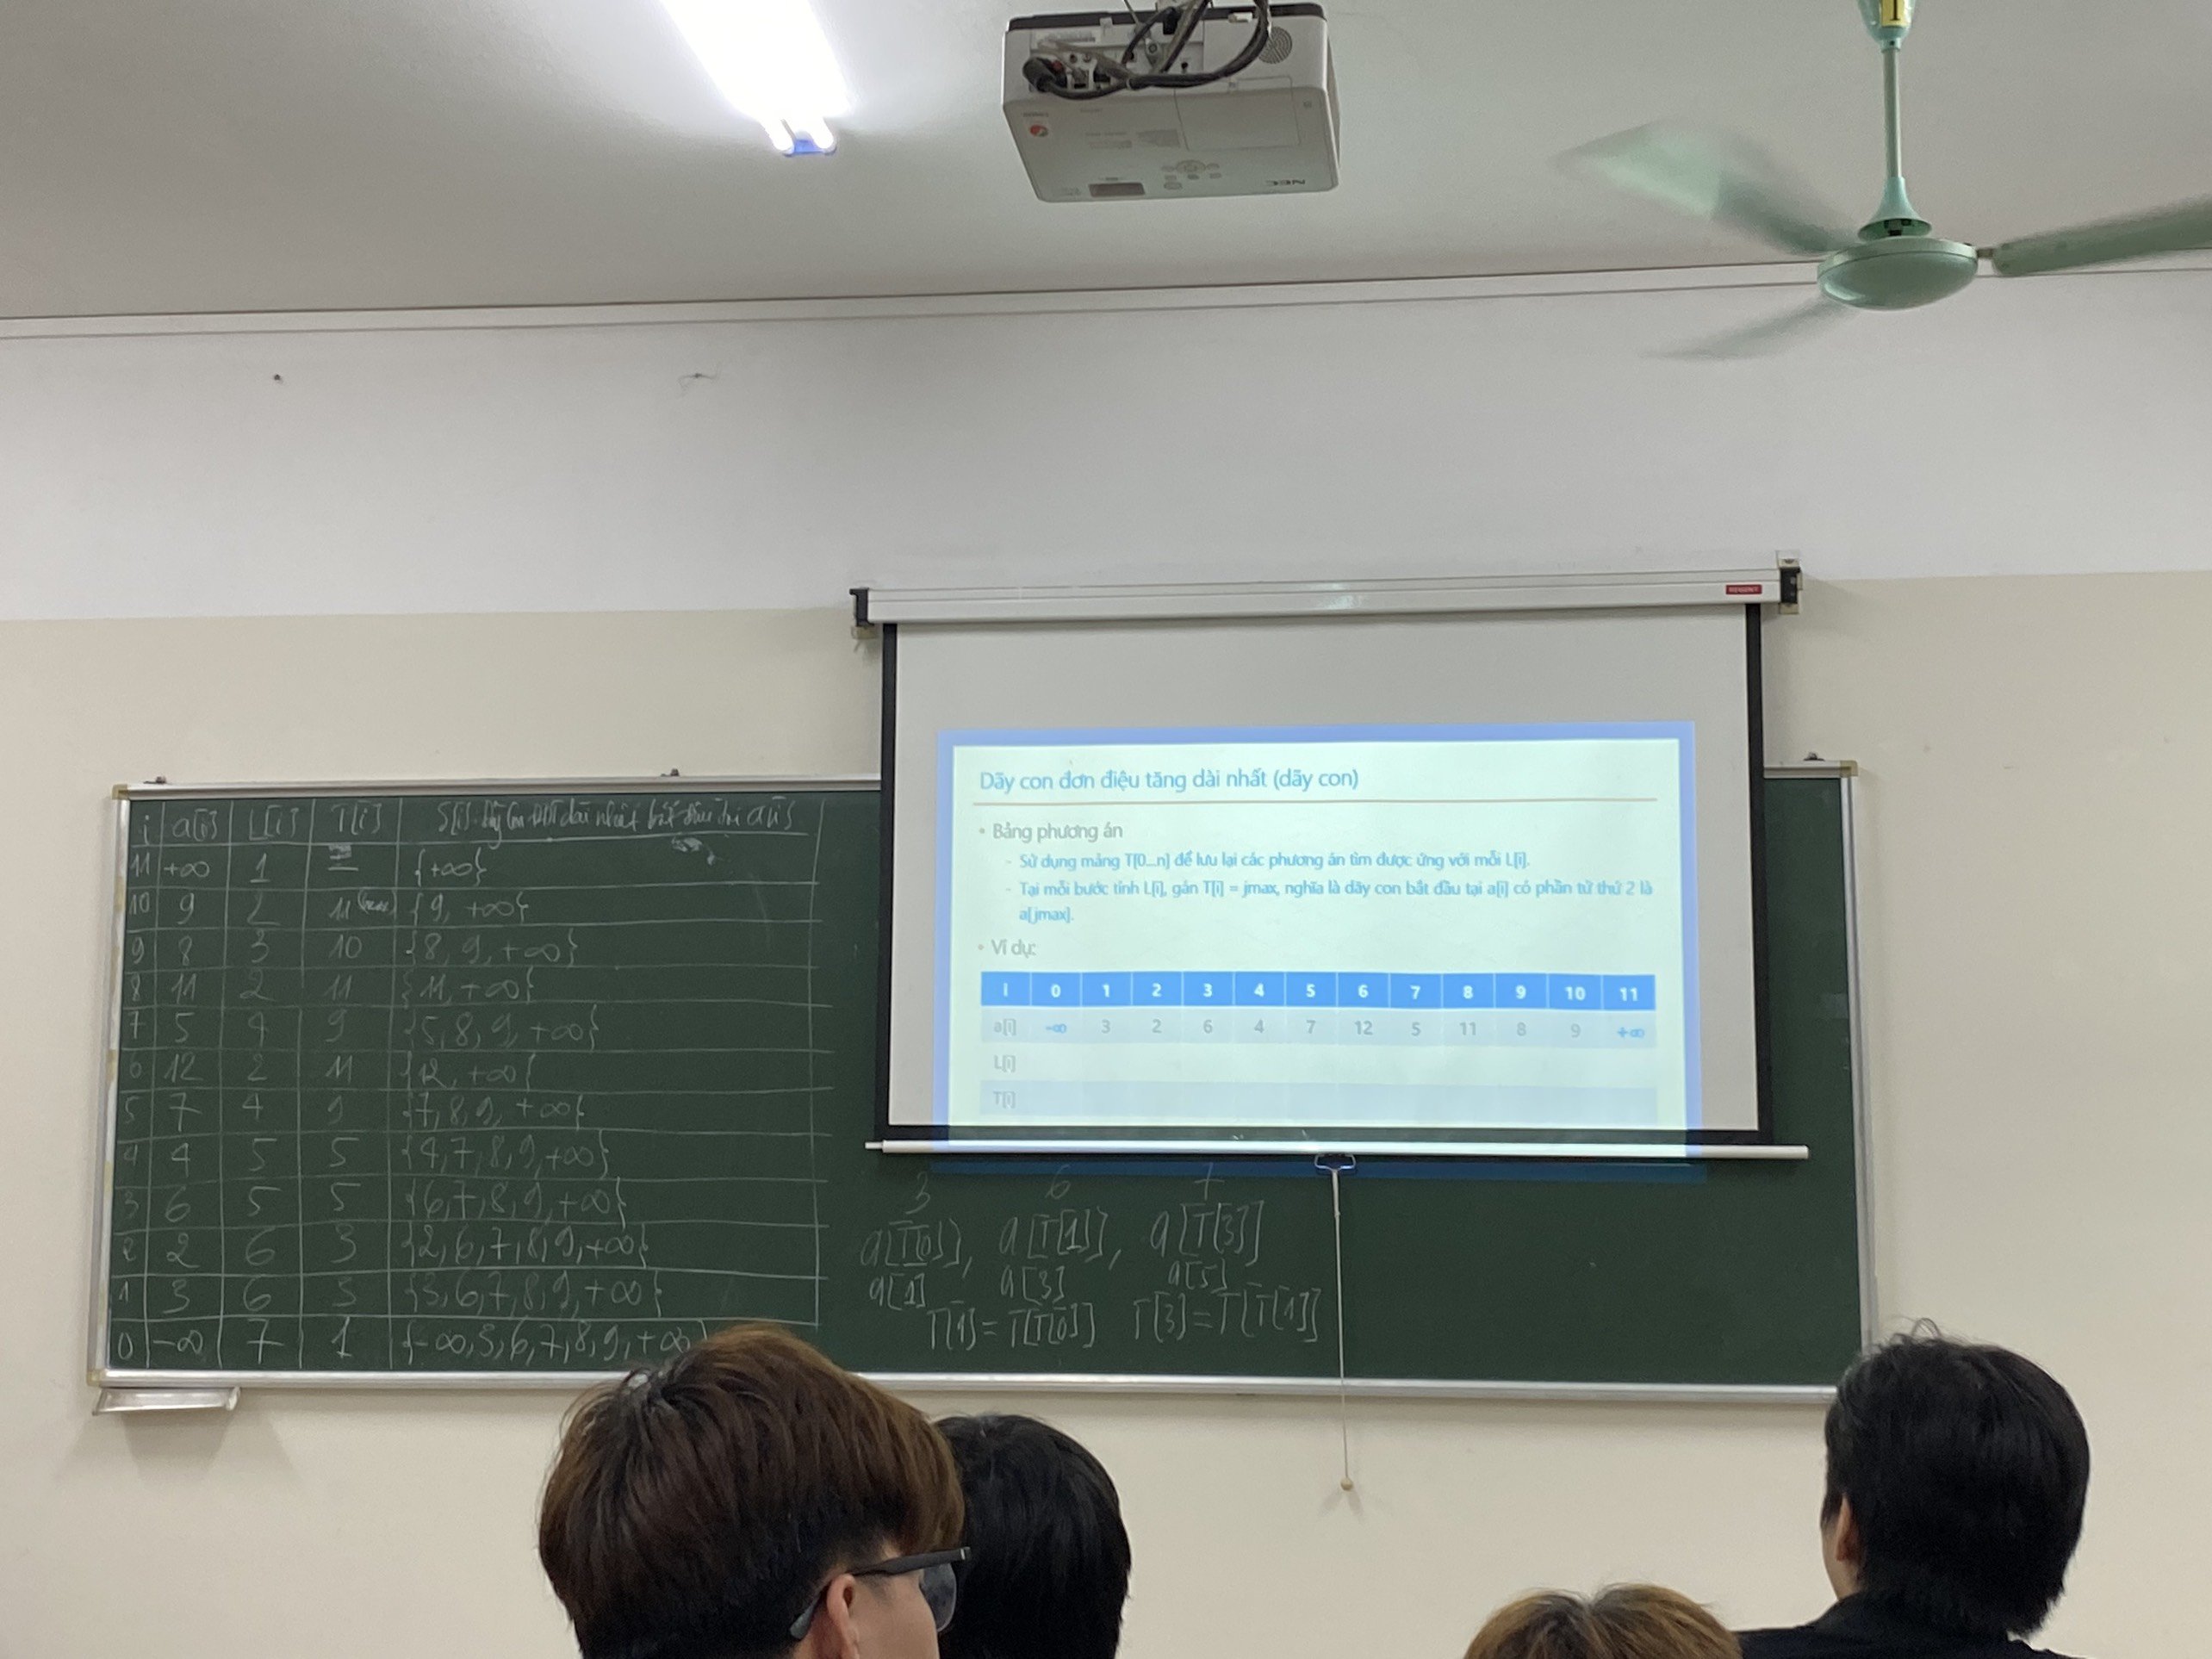 NEC
1
Dãy con đơn điệu tăng dài nhất (dãy con)
• Bảng phương án
- Sử dụng mảng T[0...n] để lưu lại các phương án tìm được ứng với mỗi L[i].
- Tại mỗi bước tính L[i], gán T[i] = jmax, nghĩa là dãy con bắt đầu tại a[i] có phần tử thứ 2 là
a[jmax].
• Ví dụ:
i 0 1 2 3 4 5 6 7 8 9 10 11
a[i] -∞ 3 2 6 4 7 12 5 11 8 9 +∞
L[i]
T[i]
i a[i] L[i] T[i] S[i]: dãy con dài nhất bắt đầu tại a[i]
11 +∞ 1 {+∞}
10 9 2 11 {9, +∞}
9 8 3 10 {8, 9, +∞}
8 11 2 11 {11, +∞}
7 5 4 9 {5, 8, 9, +∞}
6 12 2 11 {12, +∞}
5 7 4 9 {7, 8, 9, +∞}
4 4 5 5 {4, 7, 8, 9, +∞}
3 6 5 5 {6, 7, 8, 9, +∞}
2 2 6 3 {2, 6, 7, 8, 9, +∞}
1 3 6 3 {3, 6, 7, 8, 9, +∞}
0 -∞ 7 1 {-∞, 3, 6, 7, 8, 9, +∞}
3 6 7
a[T[0]], a[T[1]], a[T[3]]
a[1] a[3] a[5]
T[1] = T[T[0]] T[3] = T[T[1]]